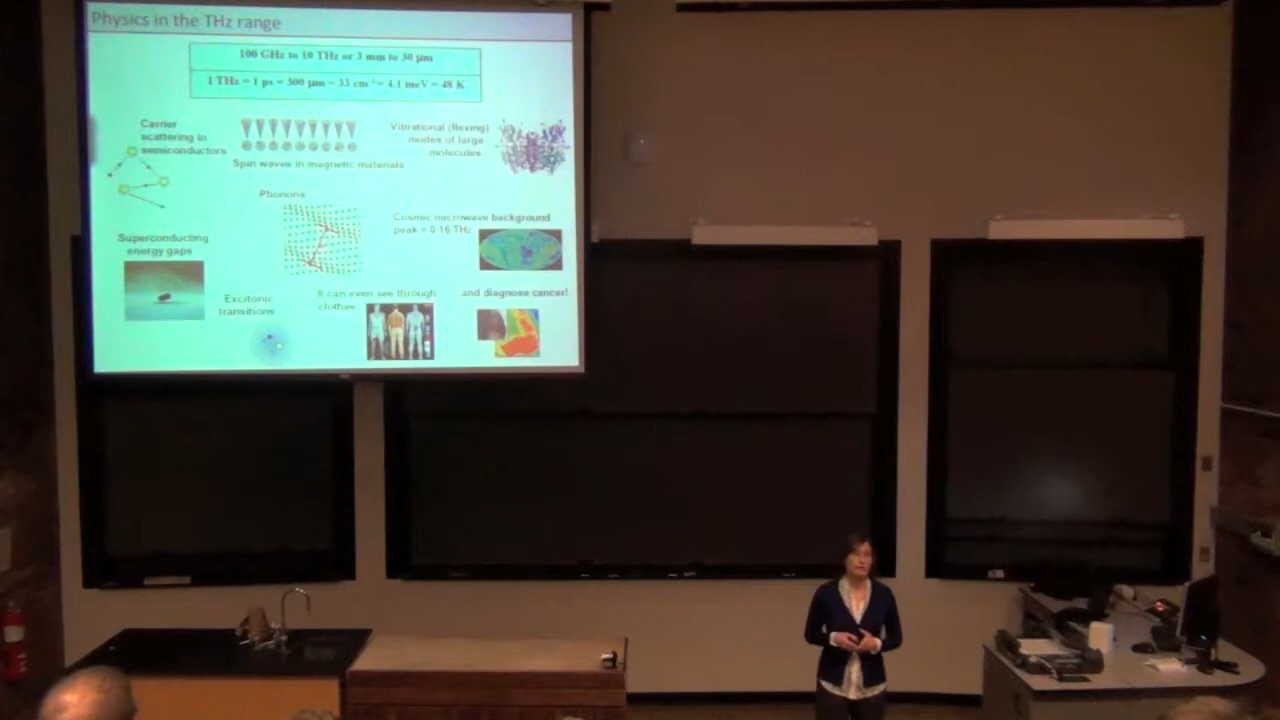 Physics in the THz range
100 GHz to 10 THz or 3 mm to 30 μm
1 THz = 1 ps = 300 μm = 33 cm⁻¹ = 4.1 meV = 48 K
Carrier
scattering in
semiconductors
Spin waves in magnetic materials
Vibrational (flexing)
modes of large
molecules
Phonons
Cosmic microwave background
peak = 0.16 THz
Superconducting
energy gaps
Excitonic
transitions
It can even see through
clothes
and diagnose cancer!